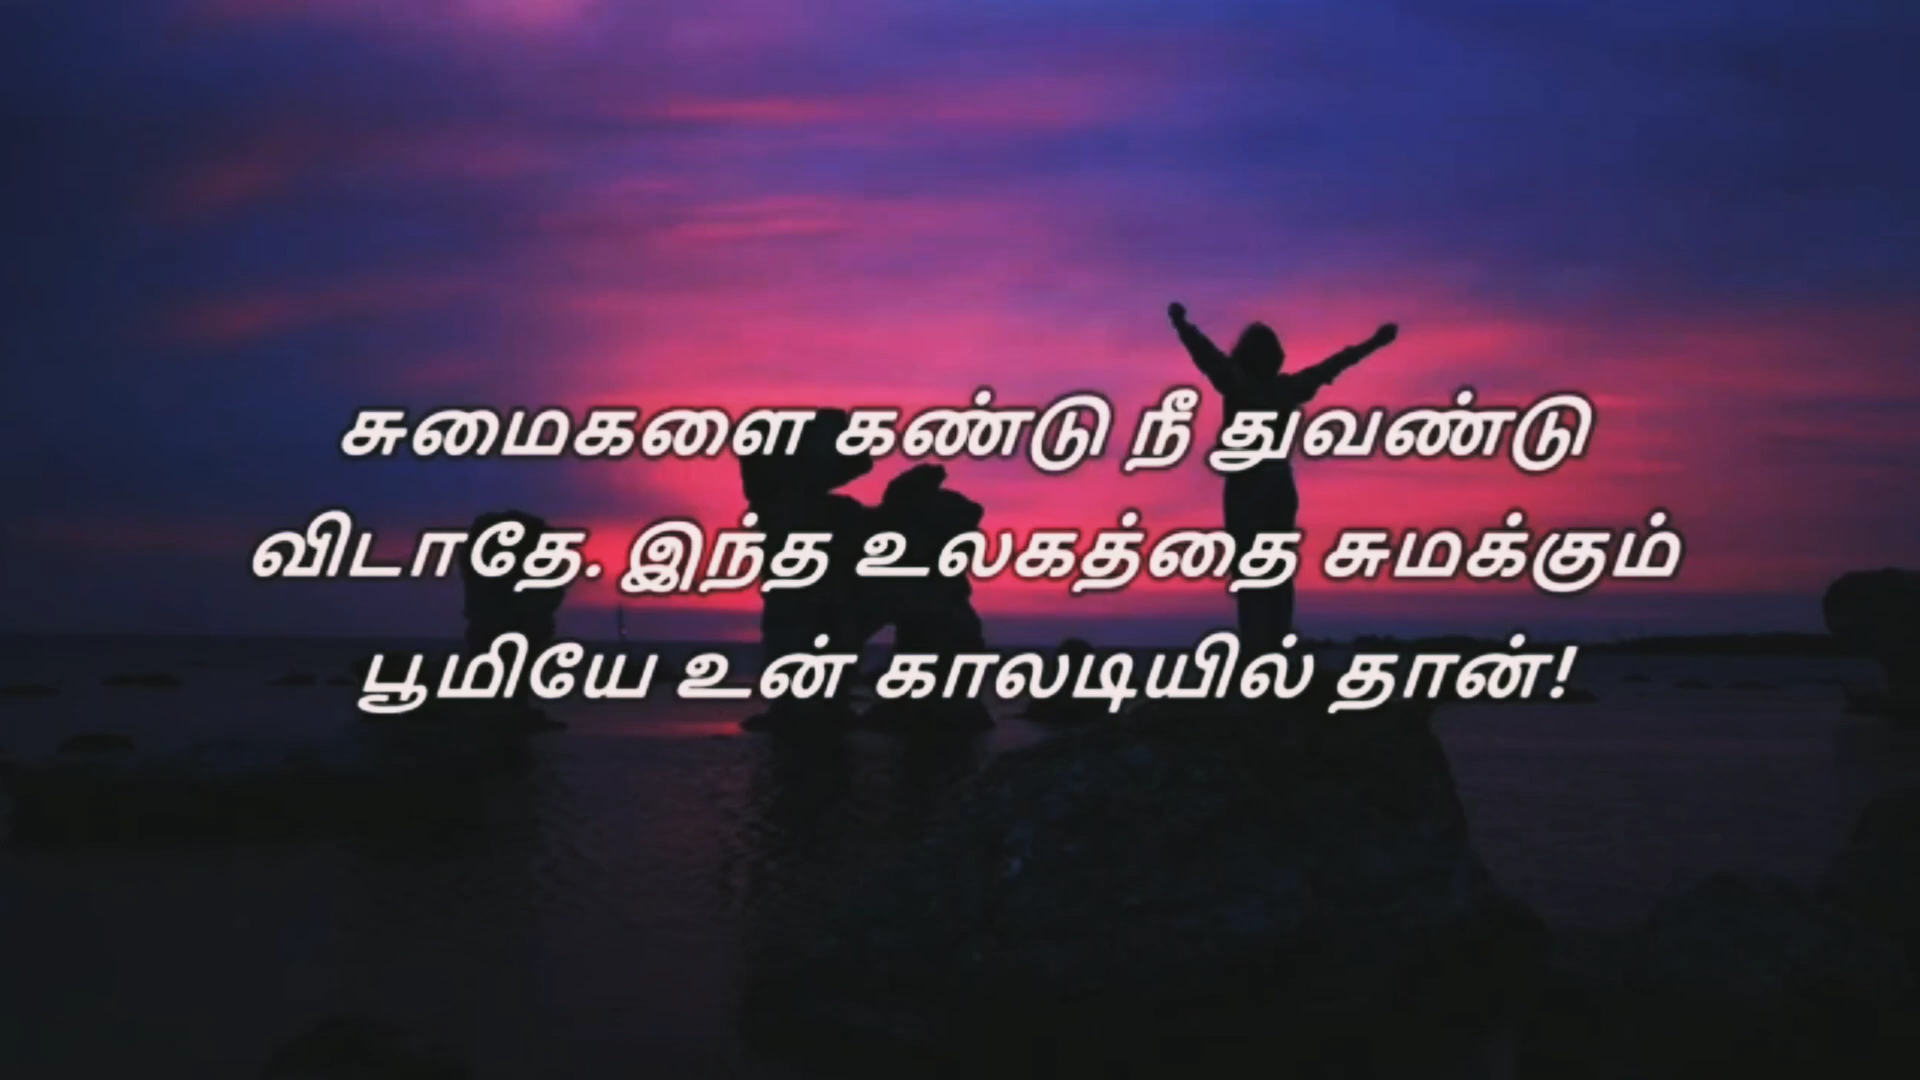 சுமைகளை கண்டு நீ துவண்டு
விடாதே. இந்த உலகத்தை சுமக்கும்
பூமியே உன் காலடியில் தான்!